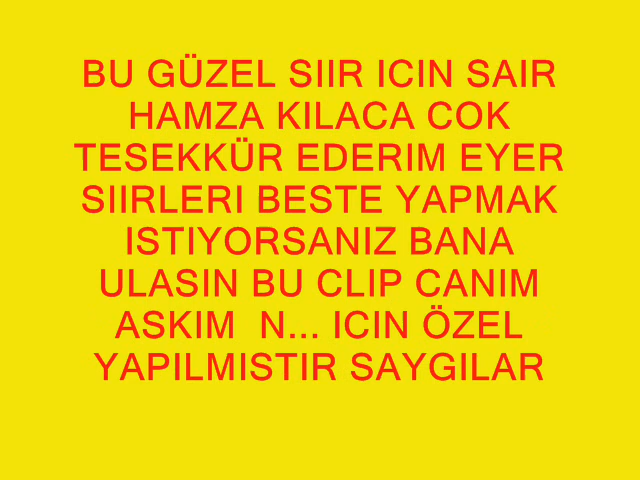 BU GÜZEL SIIR ICIN SAIR
HAMZA KILACA COK
TESEKKÜR EDERIM EYER
SIIRLERI BESTE YAPMAK
ISTIYORSANIZ BANA
ULASIN BU CLIP CANIM
ASKIM N... ICIN ÖZEL
YAPILMISTIR SAYGILAR